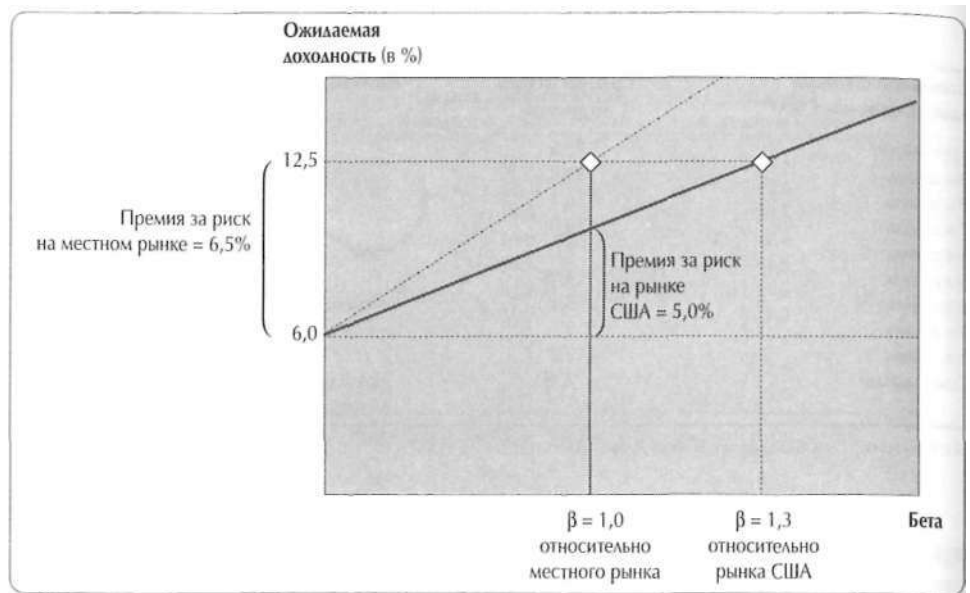 Ожидаемая
доходность (в %)
12,5
Премия за риск
на местном рынке = 6,5%
Премия за риск
на рынке
США = 5,0%
6,0
β = 1,0
относительно
местного рынка
β = 1,3
относительно
рынка США
Бета